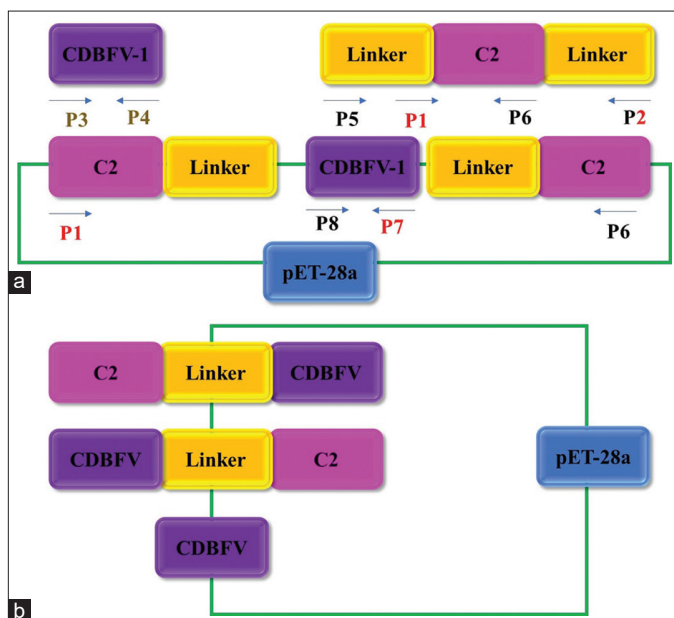 CDBFV-1 Linker C2 Linker
P3 P4 P5 P1 P6 P2
C2 Linker CDBFV-1 Linker C2
P1 P8 P7 P6
pET-28a
a
C2 Linker CDBFV
CDBFV Linker C2
pET-28a
CDBFV
b